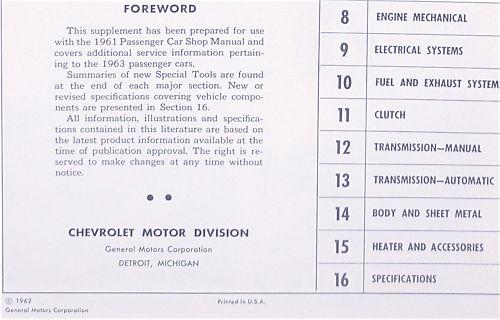 FOREWORD
This supplement has been prepared for use
with the 1961 Passenger Car Shop Manual and
covers additional service information pertain-
ing to the 1963 passenger cars.
Summaries of new Special Tools are found
at the end of each major section. New or
revised specifications covering vehicle compo-
nents are presented in Section 16.
All information, illustrations and specifica-
tions contained in this literature are based on
the latest product information available at the
time of publication approval. The right is re-
served to make changes at any time without
notice.
CHEVROLET MOTOR DIVISION
General Motors Corporation
DETROIT, MICHIGAN
8 ENGINE MECHANICAL
9 ELECTRICAL SYSTEMS
10 FUEL AND EXHAUST SYSTEM
11 CLUTCH
12 TRANSMISSION—MANUAL
13 TRANSMISSION—AUTOMATIC
14 BODY AND SHEET METAL
15 HEATER AND ACCESSORIES
16 SPECIFICATIONS
© 1962
General Motors Corporation
Printed in U.S.A.